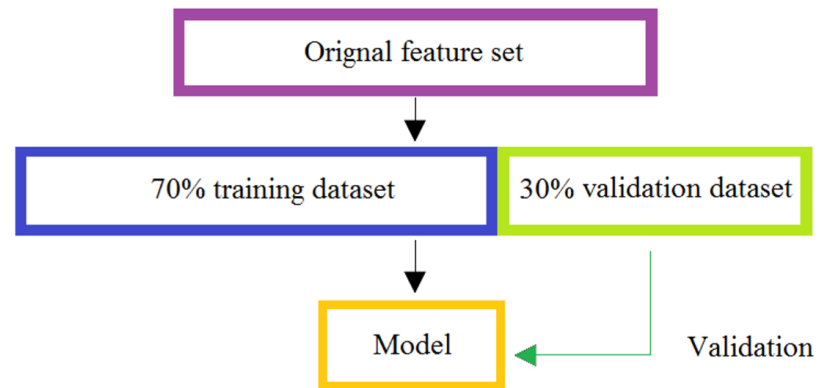 Orignal feature set
70% training dataset
30% validation dataset
Model
Validation